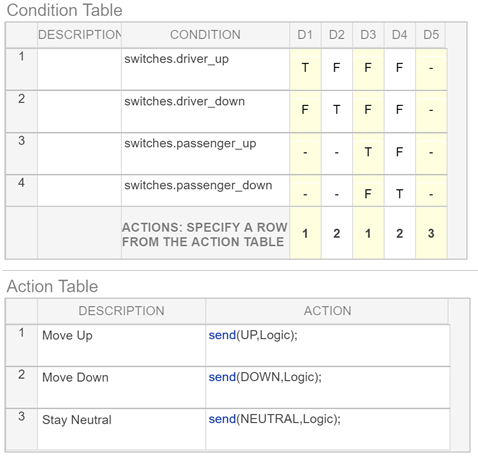 Condition Table
DESCRIPTION CONDITION D1 D2 D3 D4 D5
1 switches.driver_up T F F F -
2 switches.driver_down F T F F -
3 switches.passenger_up - - T F -
4 switches.passenger_down - - F T -
ACTIONS: SPECIFY A ROW
FROM THE ACTION TABLE 1 2 1 2 3
Action Table
DESCRIPTION ACTION
1 Move Up send(UP,Logic);
2 Move Down send(DOWN,Logic);
3 Stay Neutral send(NEUTRAL,Logic);